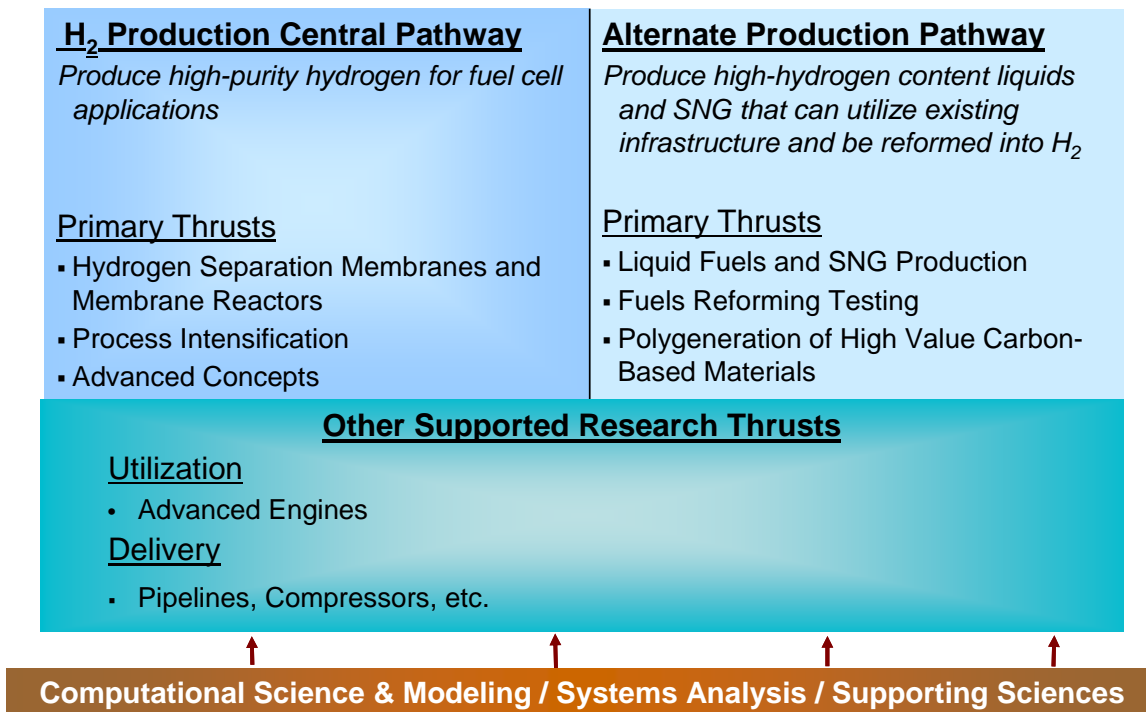 H₂ Production Central Pathway
Produce high-purity hydrogen for fuel cell
applications
Primary Thrusts
▪ Hydrogen Separation Membranes and
Membrane Reactors
▪ Process Intensification
▪ Advanced Concepts
Alternate Production Pathway
Produce high-hydrogen content liquids
and SNG that can utilize existing
infrastructure and be reformed into H₂
Primary Thrusts
▪ Liquid Fuels and SNG Production
▪ Fuels Reforming Testing
▪ Polygeneration of High Value Carbon-
Based Materials
Other Supported Research Thrusts
Utilization
• Advanced Engines
Delivery
▪ Pipelines, Compressors, etc.
Computational Science & Modeling / Systems Analysis / Supporting Sciences